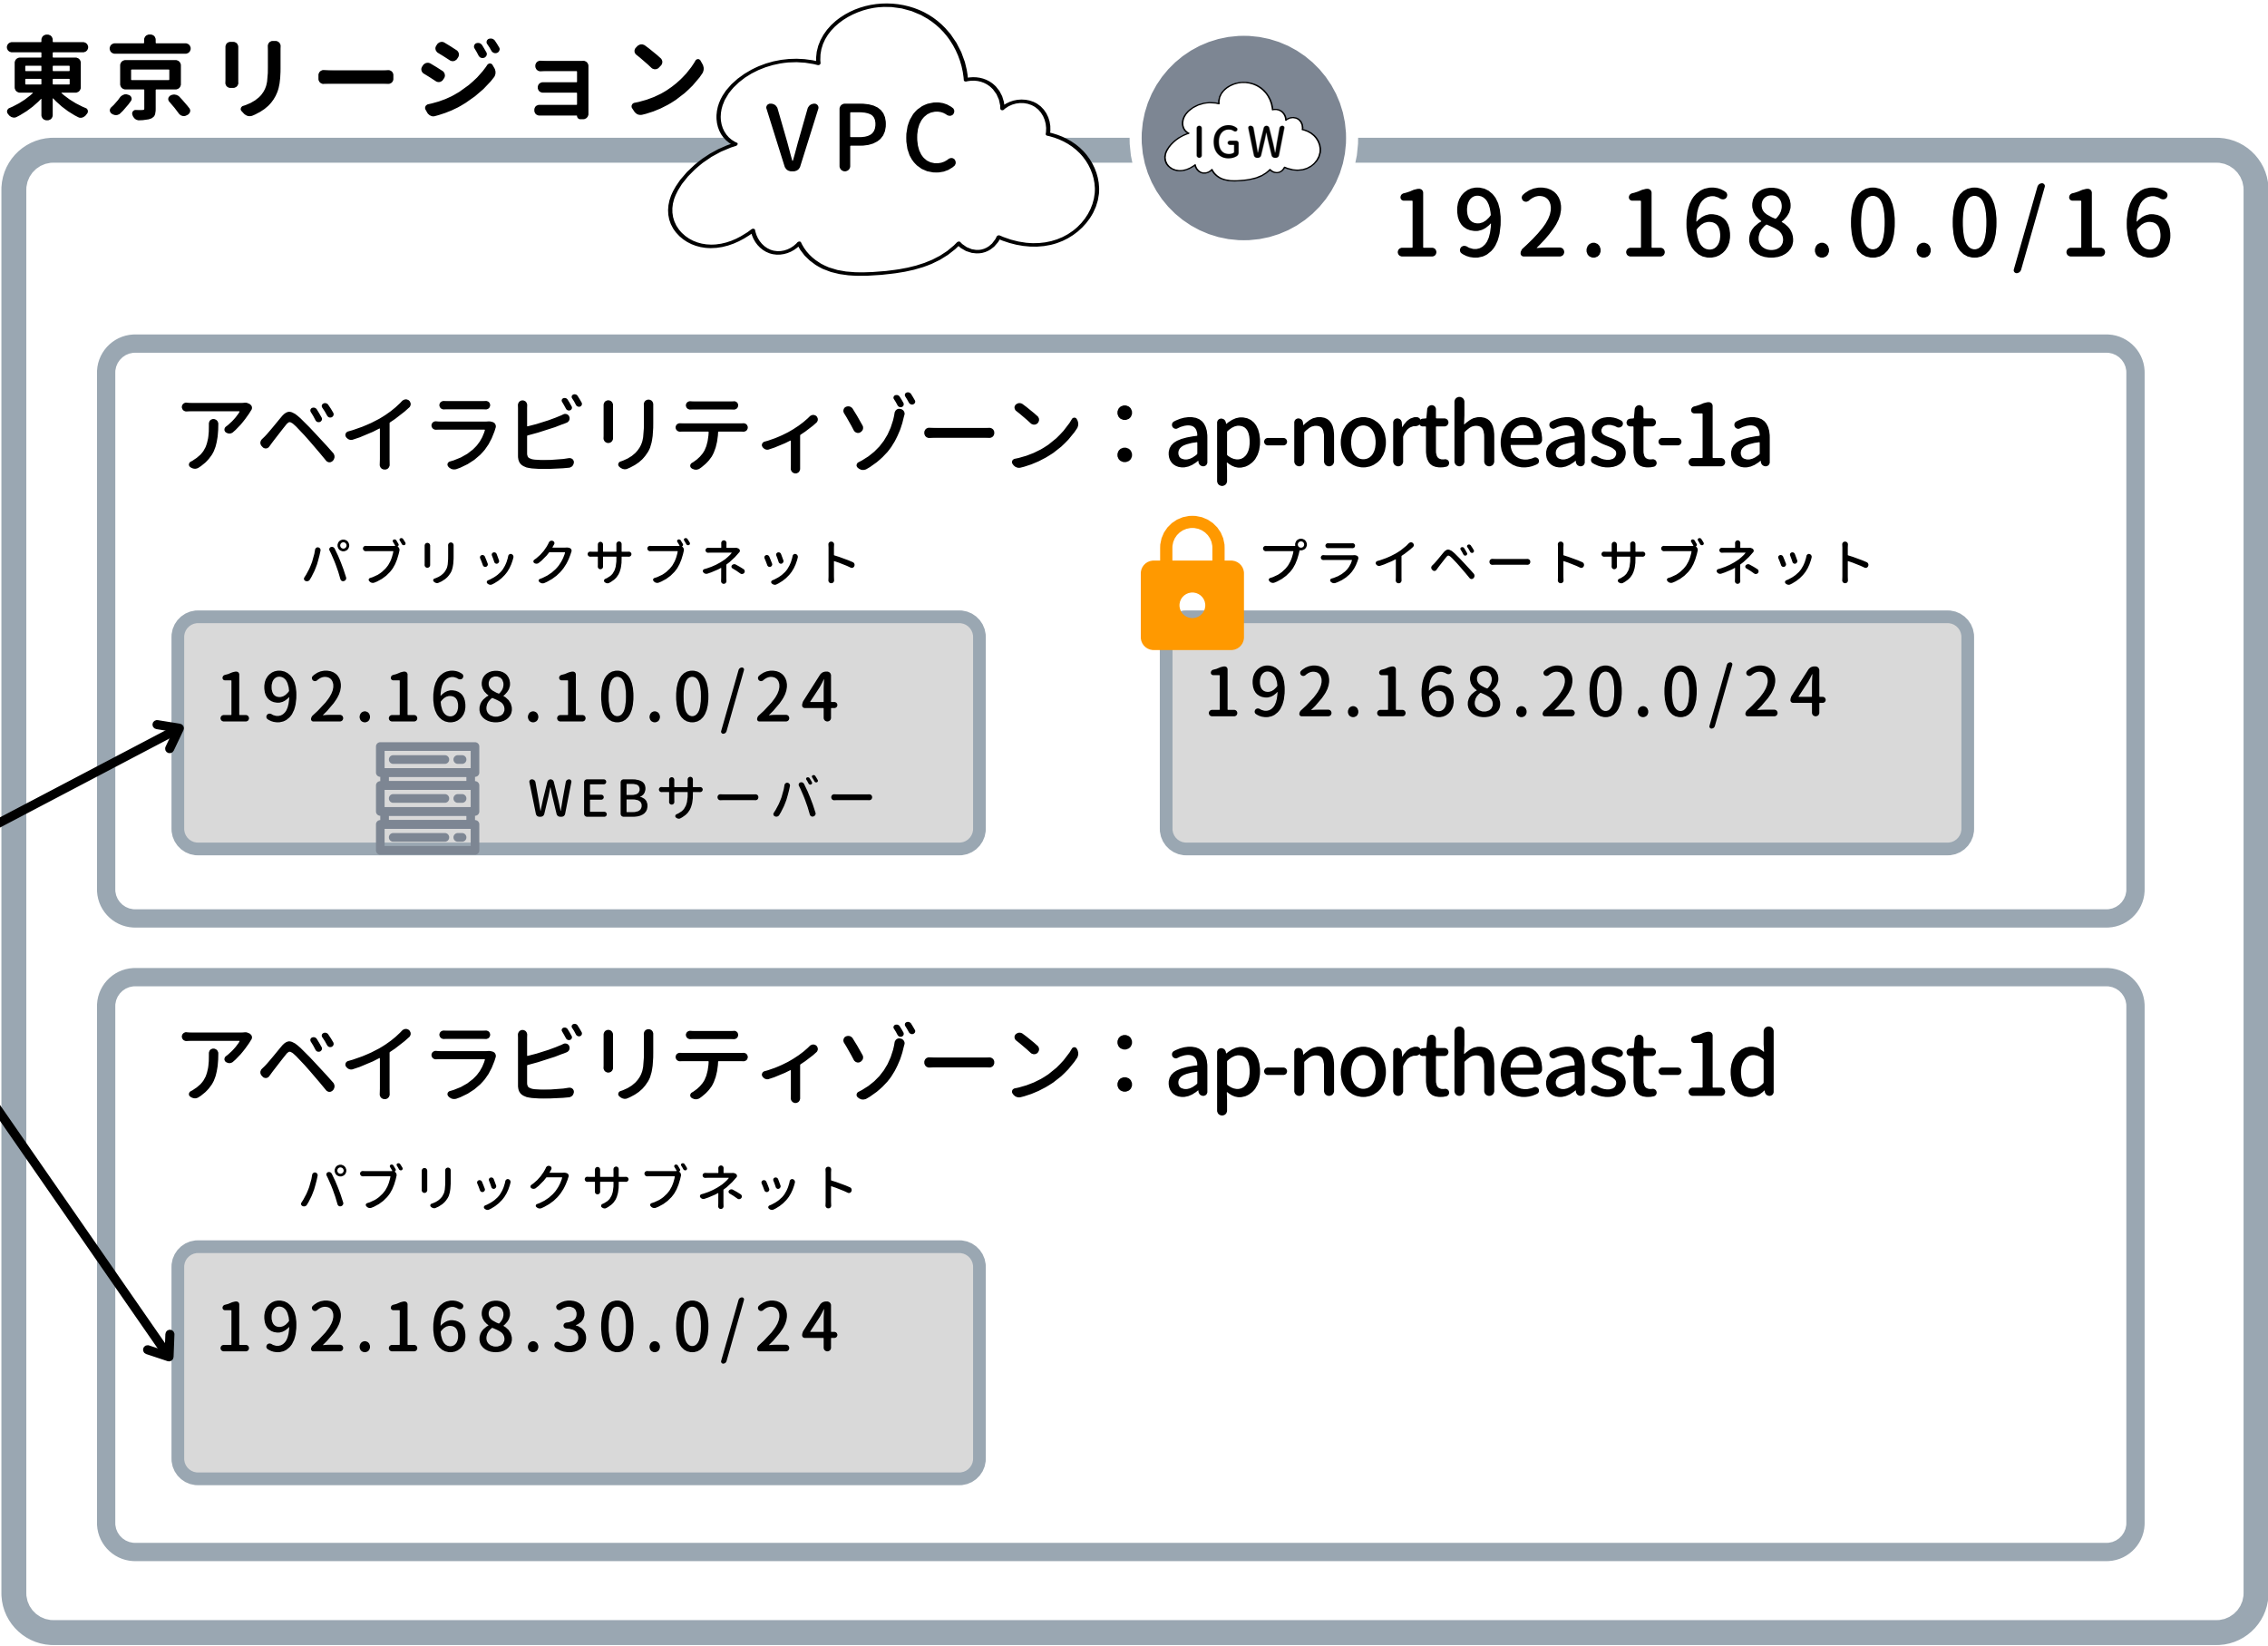 東京リージョン
VPC
IGW
192.168.0.0/16
アベイラビリティゾーン：ap-northeast-1a
パブリックサブネット
プライベートサブネット
192.168.10.0/24
192.168.20.0/24
WEBサーバー
アベイラビリティゾーン：ap-northeast-1d
パブリックサブネット
192.168.30.0/24